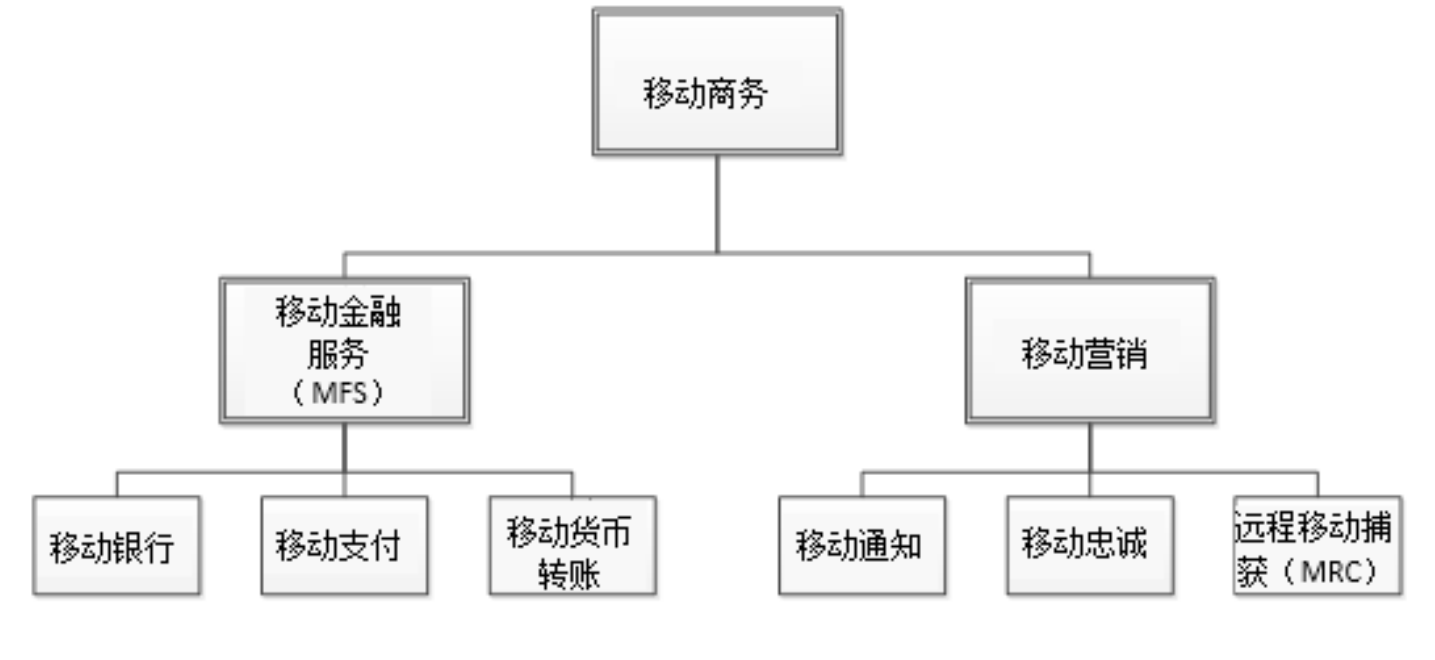 移动商务
移动金融
服务
（MFS）
移动营销
移动银行
移动支付
移动货币
转账
移动通知
移动忠诚
远程移动捕
获（MRC）